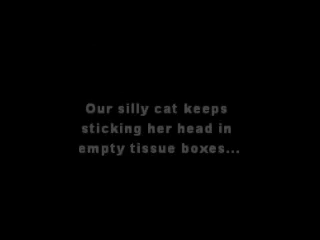 Our silly cat keeps
sticking her head in
empty tissue boxes...